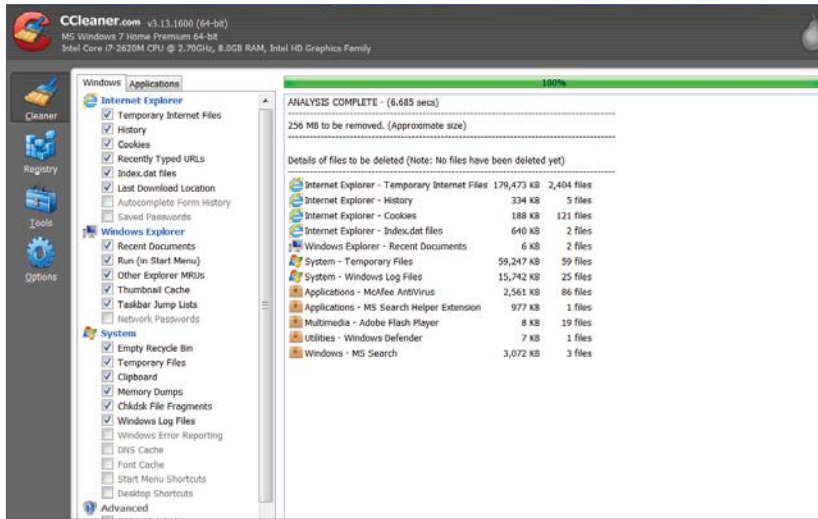 CCleaner.com v3.13.1600 (64-bit)
MS Windows 7 Home Premium 64-bit
Intel Core i7-2620M CPU @ 2.70GHz, 8.0GB RAM, Intel HD Graphics Family
Cleaner
Registry
Tools
Options
Windows Applications
Internet Explorer
Temporary Internet Files
History
Cookies
Recently Typed URLs
Index.dat files
Last Download Location
Autocomplete Form History
Saved Passwords
Windows Explorer
Recent Documents
Run (in Start Menu)
Other Explorer MRUs
Thumbnail Cache
Taskbar Jump Lists
Network Passwords
System
Empty Recycle Bin
Temporary Files
Clipboard
Memory Dumps
Chkdsk File Fragments
Windows Log Files
Windows Error Reporting
DNS Cache
Font Cache
Start Menu Shortcuts
Desktop Shortcuts
Advanced
100%
ANALYSIS COMPLETE - (6.685 secs)
256 MB to be removed. (Approximate size)
Details of files to be deleted (Note: No files have been deleted yet)
Internet Explorer - Temporary Internet Files 179,473 KB 2,404 files
Internet Explorer - History 334 KB 5 files
Internet Explorer - Cookies 188 KB 121 files
Internet Explorer - Index.dat files 640 KB 2 files
Windows Explorer - Recent Documents 6 KB 2 files
System - Temporary Files 59,247 KB 59 files
System - Windows Log Files 15,742 KB 25 files
Applications - McAfee AntiVirus 2,561 KB 86 files
Applications - MS Search Helper Extension 977 KB 1 files
Multimedia - Adobe Flash Player 8 KB 19 files
Utilities - Windows Defender 7 KB 1 files
Windows - MS Search 3,072 KB 3 files